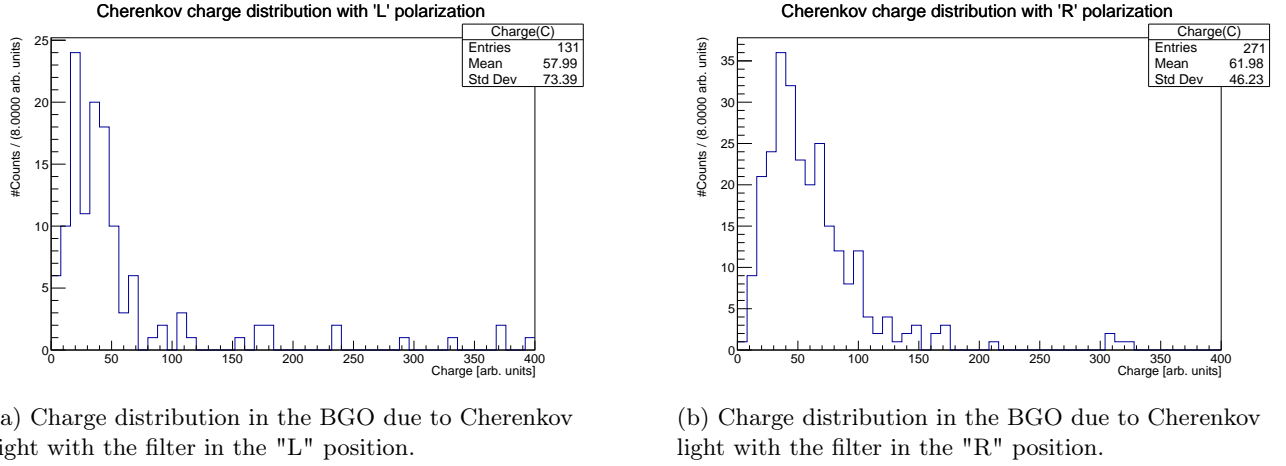 Cherenkov charge distribution with 'L' polarization
#Counts / (8.0000 arb. units)
Charge(C)
Entries 131
Mean 57.99
Std Dev 73.39
25
20
15
10
5
0
0 50 100 150 200 250 300 350 400
Charge [arb. units]
a) Charge distribution in the BGO due to Cherenkov
ight with the filter in the "L" position.
Cherenkov charge distribution with 'R' polarization
#Counts / (8.0000 arb. units)
Charge(C)
Entries 271
Mean 61.98
Std Dev 46.23
35
30
25
20
15
10
5
0
0 50 100 150 200 250 300 350 400
Charge [arb. units]
(b) Charge distribution in the BGO due to Cherenkov
light with the filter in the "R" position.